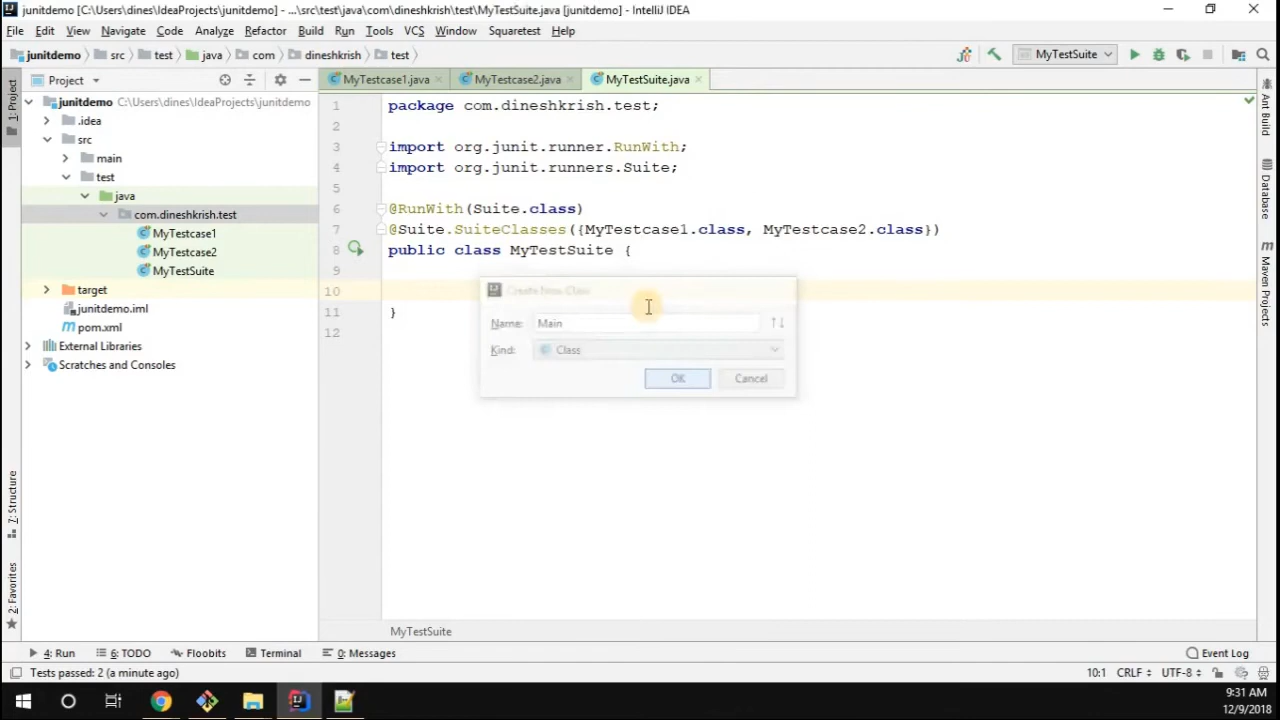 junitdemo [C:\Users\dines\IdeaProjects\junitdemo] - ...\src\test\java\com\dineshkrish\test\MyTestSuite.java [junitdemo] - IntelliJ IDEA
File Edit View Navigate Code Analyze Refactor Build Run Tools VCS Window Squaretest Help
junitdemo src test java com dineshkrish test MyTestSuite
Project MyTestcase1.java MyTestcase2.java MyTestSuite.java
1: Project
junitdemo C:\Users\dines\IdeaProjects\junitdemo
.idea
src
main
test
java
com.dineshkrish.test
MyTestcase1
MyTestcase2
MyTestSuite
target
junitdemo.iml
pom.xml
External Libraries
Scratches and Consoles
7: Structure
2: Favorites
1 package com.dineshkrish.test;
2
3 import org.junit.runner.RunWith;
4 import org.junit.runners.Suite;
5
6 @RunWith(Suite.class)
7 @Suite.SuiteClasses({MyTestcase1.class, MyTestcase2.class})
8 public class MyTestSuite {
9
10
11 }
12
Create New Class
Name: Main
Kind: Class
OK Cancel
Ant Build
Database
Maven Projects
MyTestSuite
4: Run 6: TODO Floobits Terminal 0: Messages Event Log
Tests passed: 2 (a minute ago) 10:1 CRLF UTF-8
9:31 AM
12/9/2018